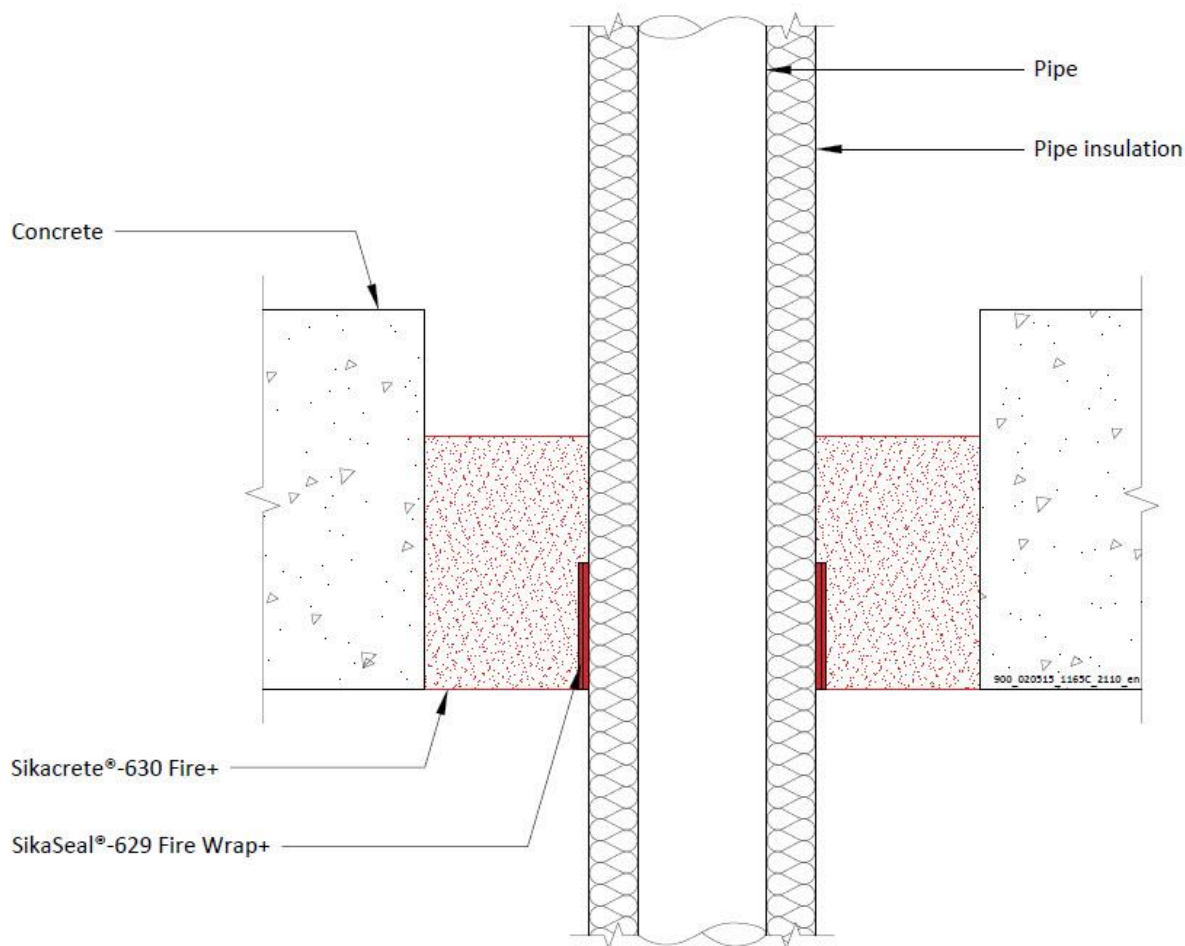 Pipe
Pipe insulation
Concrete
900_020515_1165C_2110_en
Sikacrete®-630 Fire+
SikaSeal®-629 Fire Wrap+